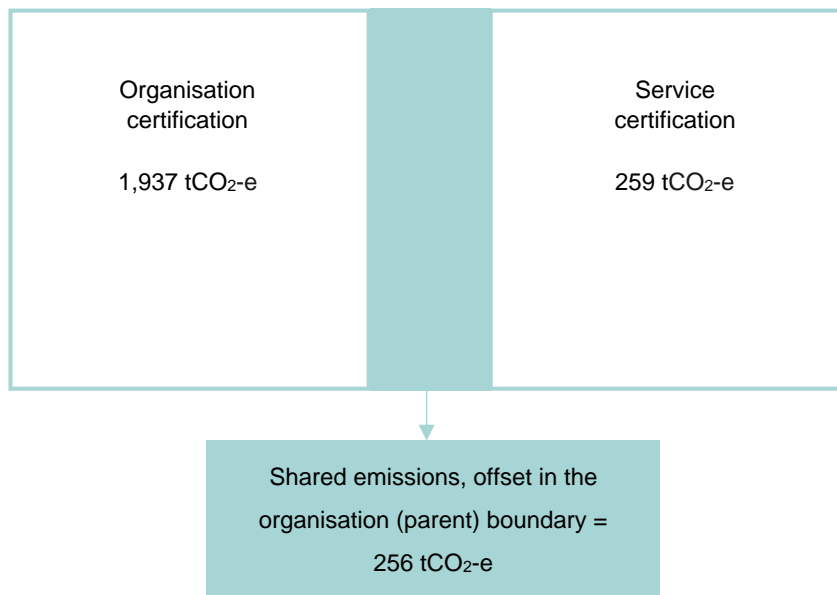 Organisation
certification
1,937 tCO₂-e
Service
certification
259 tCO₂-e
Shared emissions, offset in the
organisation (parent) boundary =
256 tCO₂-e